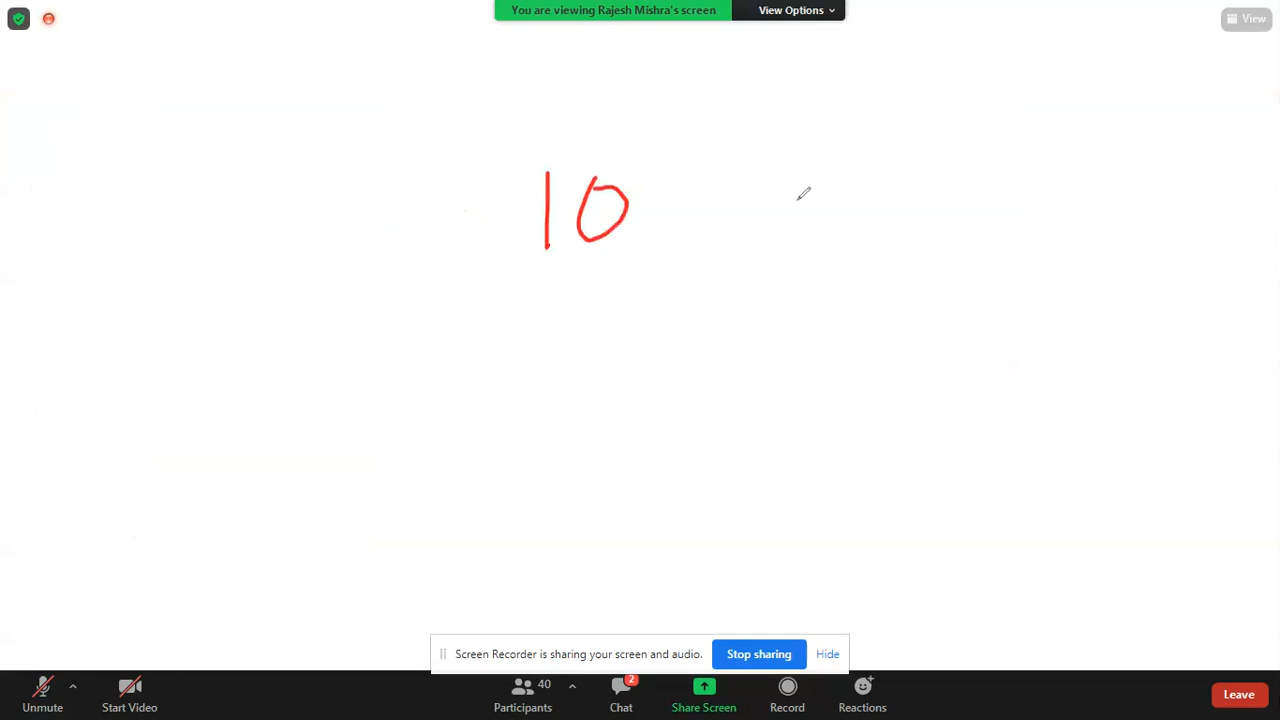 You are viewing Rajesh Mishra's screen
View Options
View
10
Screen Recorder is sharing your screen and audio.
Stop sharing
Hide
Unmute
Start Video
40
Participants
2
Chat
Share Screen
Record
Reactions
Leave